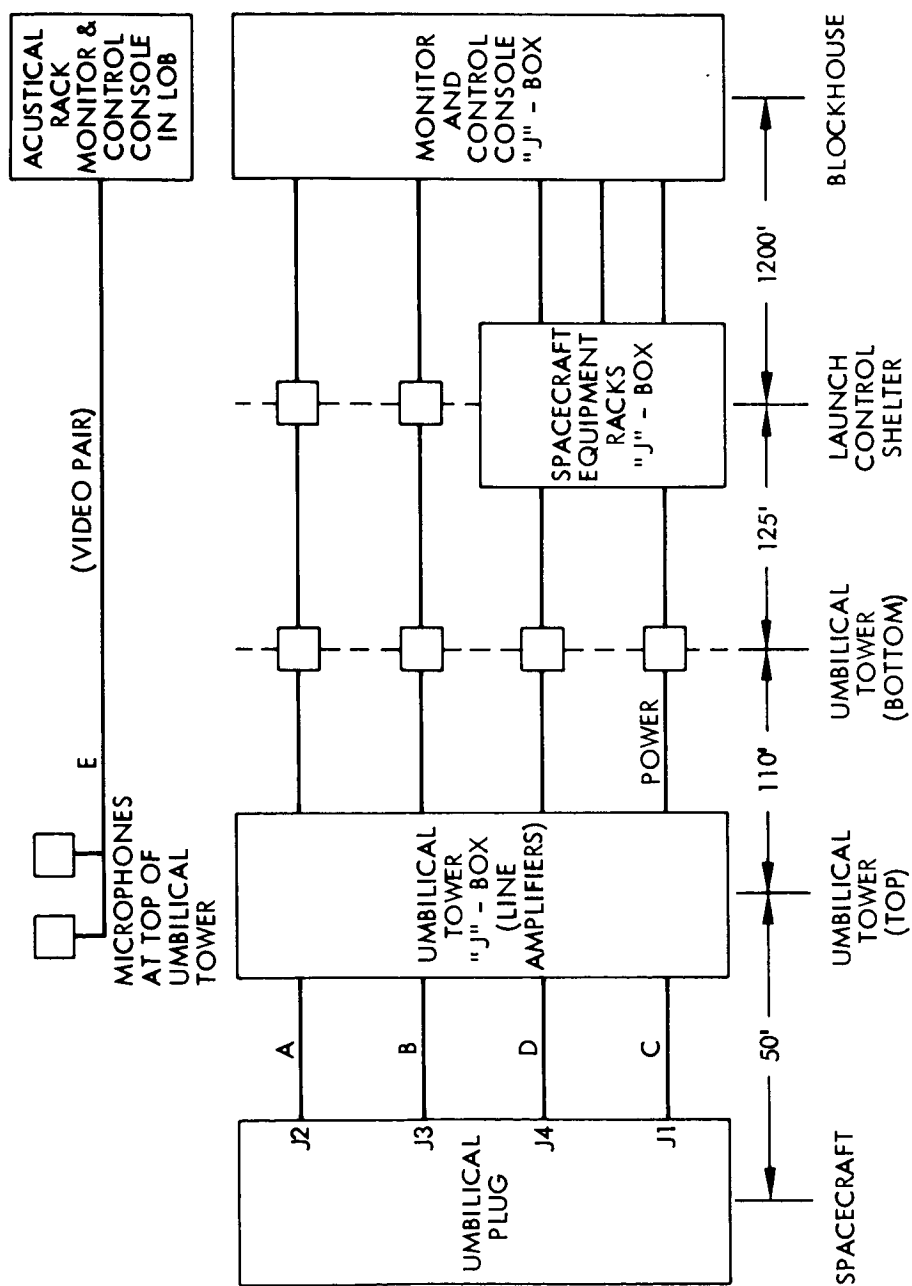 MICROPHONES
AT TOP OF
UMBILICAL
TOWER
E
(VIDEO PAIR)
ACUSTICAL
RACK
MONITOR &
CONTROL
CONSOLE
IN LOB
UMBILICAL
PLUG
J2
J3
J4
J1
A
B
D
C
UMBILICAL
TOWER
"J" - BOX
(LINE
AMPLIFIERS)
POWER
SPACECRAFT
EQUIPMENT
RACKS
"J" - BOX
MONITOR
AND
CONTROL
CONSOLE
"J" - BOX
50'
110'
125'
1200'
SPACECRAFT
UMBILICAL
TOWER
(TOP)
UMBILICAL
TOWER
(BOTTOM)
LAUNCH
CONTROL
SHELTER
BLOCKHOUSE